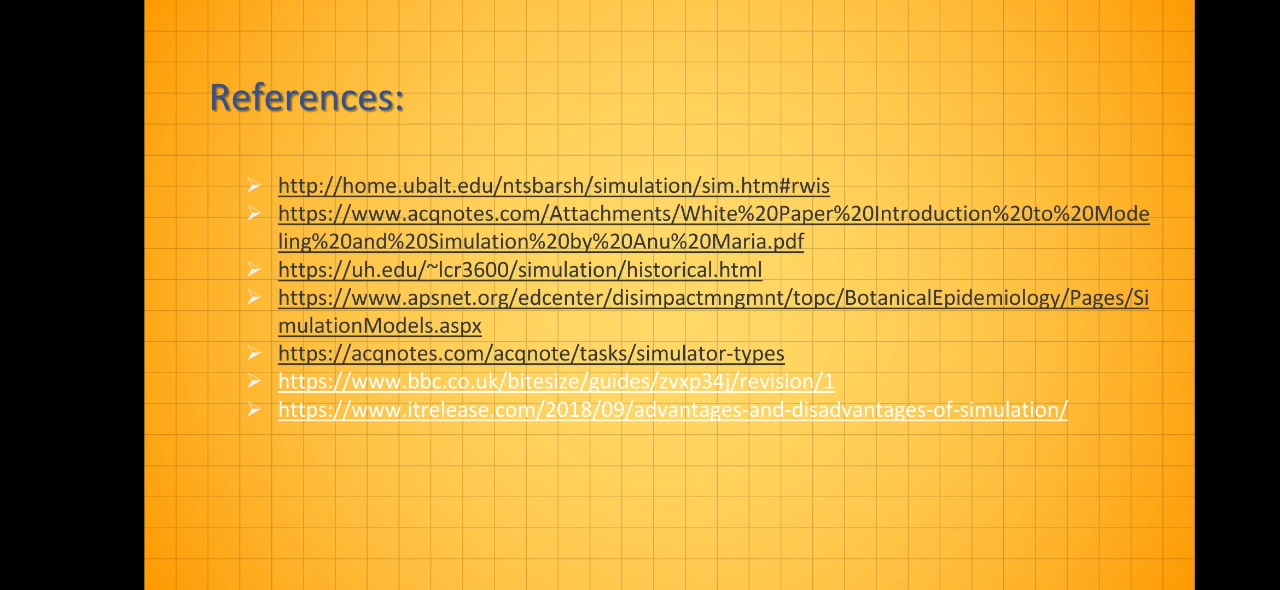 References:
http://home.ubalt.edu/ntsbarsh/simulation/sim.htm#rwis
https://www.acqnotes.com/Attachments/White%20Paper%20Introduction%20to%20Mode
ling%20and%20Simulation%20by%20Anu%20Maria.pdf
https://uh.edu/~lcr3600/simulation/historical.html
https://www.apsnet.org/edcenter/disimpactmngmnt/topc/BotanicalEpidemiology/Pages/Si
mulationModels.aspx
https://acqnotes.com/acqnote/tasks/simulator-types
https://www.bbc.co.uk/bitesize/guides/zvxp34j/revision/1
https://www.itrelease.com/2018/09/advantages-and-disadvantages-of-simulation/